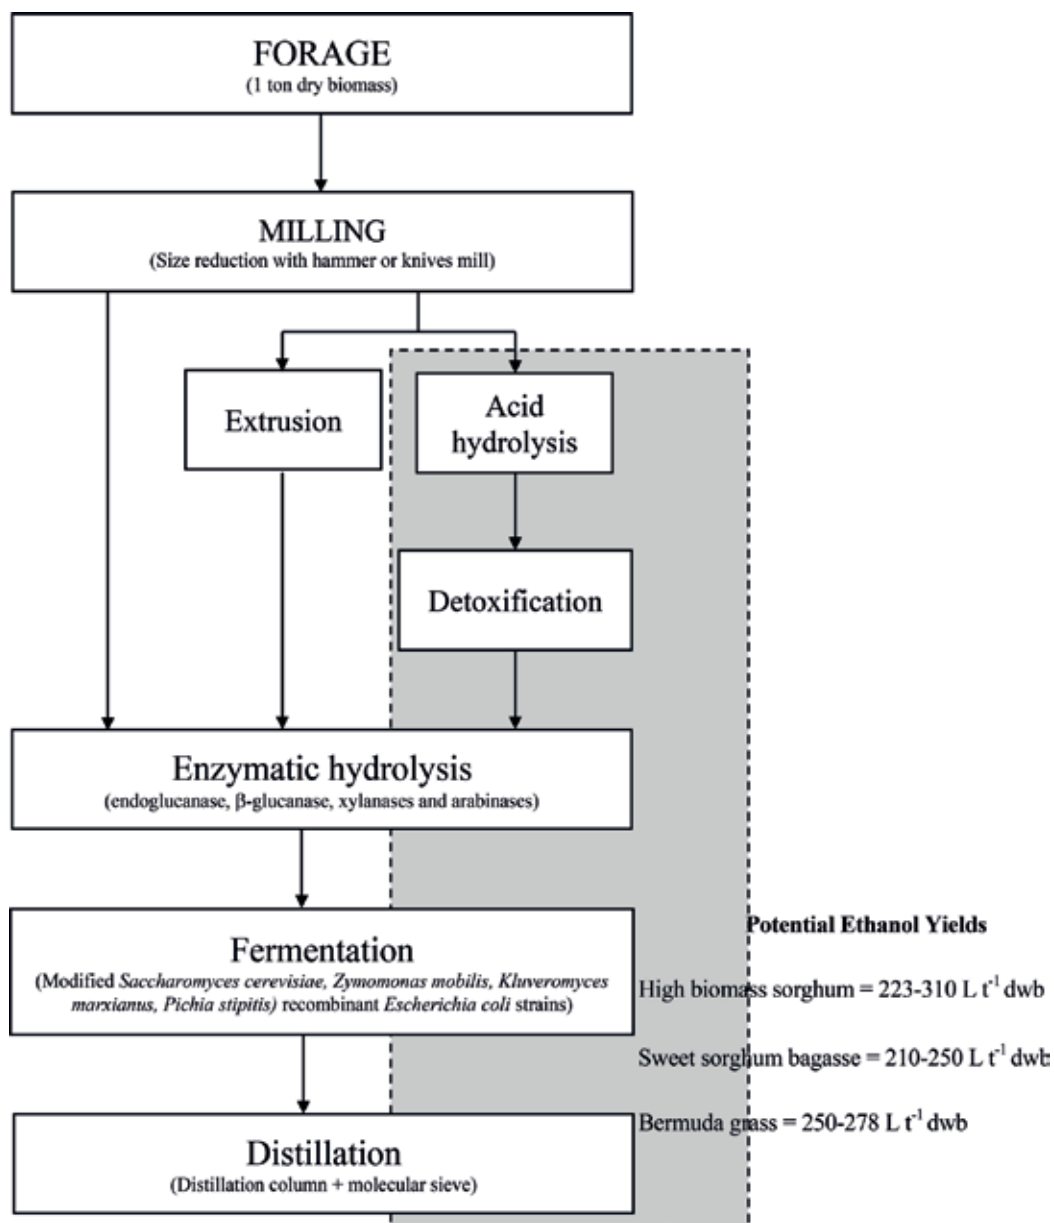 FORAGE
(1 ton dry biomass)
MILLING
(Size reduction with hammer or knives mill)
Extrusion
Acid
hydrolysis
Detoxification
Enzymatic hydrolysis
(endoglucanase, β-glucanase, xylanases and arabinases)
Fermentation
(Modified Saccharomyces cerevisiae, Zymomonas mobilis, Kluveromyces
marxianus, Pichia stipitis) recombinant Escherichia coli strains)
Potential Ethanol Yields
High biomass sorghum = 223-310 L t⁻¹ dwb
Sweet sorghum bagasse = 210-250 L t⁻¹ dwb
Bermuda grass = 250-278 L t⁻¹ dwb
Distillation
(Distillation column + molecular sieve)